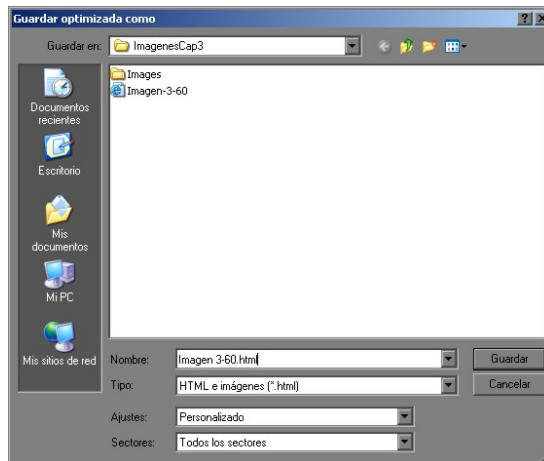 Guardar optimizada como
Guardar en:
ImagenesCap3
Images
Imagen-3-60
Documentos
recientes
Escritorio
Mis
documentos
Mi PC
Mis sitios de red
Nombre:
Imagen 3-60.html
Guardar
Tipo:
HTML e imágenes (*.html)
Cancelar
Ajustes:
Personalizado
Sectores:
Todos los sectores